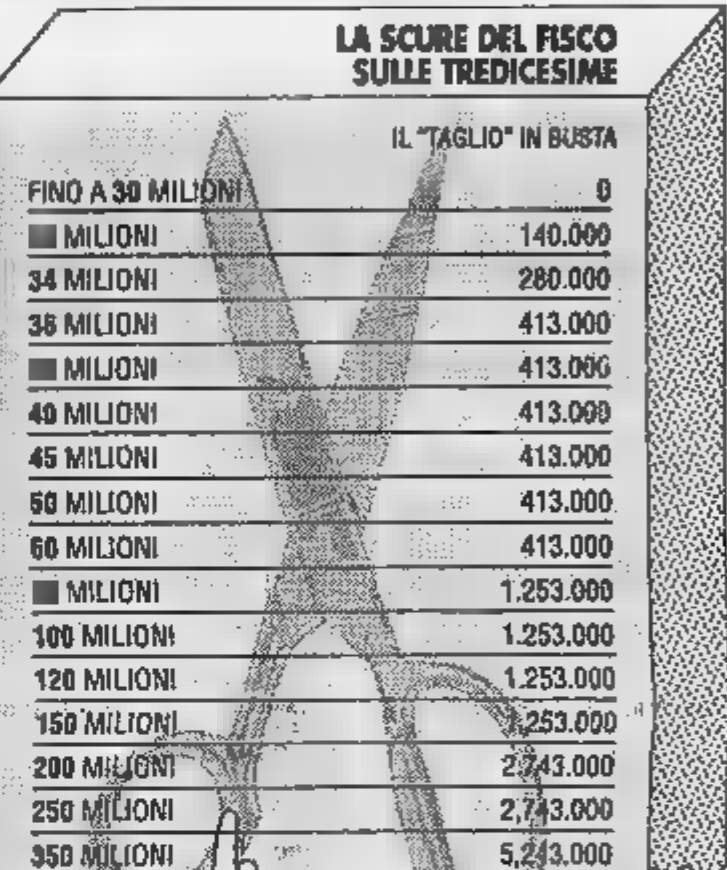 LA SCURE DEL FISCO
SULLE TREDICESIME
IL "TAGLIO" IN BUSTA
FINO A 30 MILIONI 0
MILIONI 140.000
34 MILIONI 280.000
36 MILIONI 413.000
MILIONI 413.000
40 MILIONI 413.000
45 MILIONI 413.000
50 MILIONI 413.000
60 MILIONI 413.000
MILIONI 1.253.000
100 MILIONI 1.253.000
120 MILIONI 1.253.000
150 MILIONI 1.253.000
200 MILIONI 2.743.000
250 MILIONI 2.743.000
350 MILIONI 5.243.000